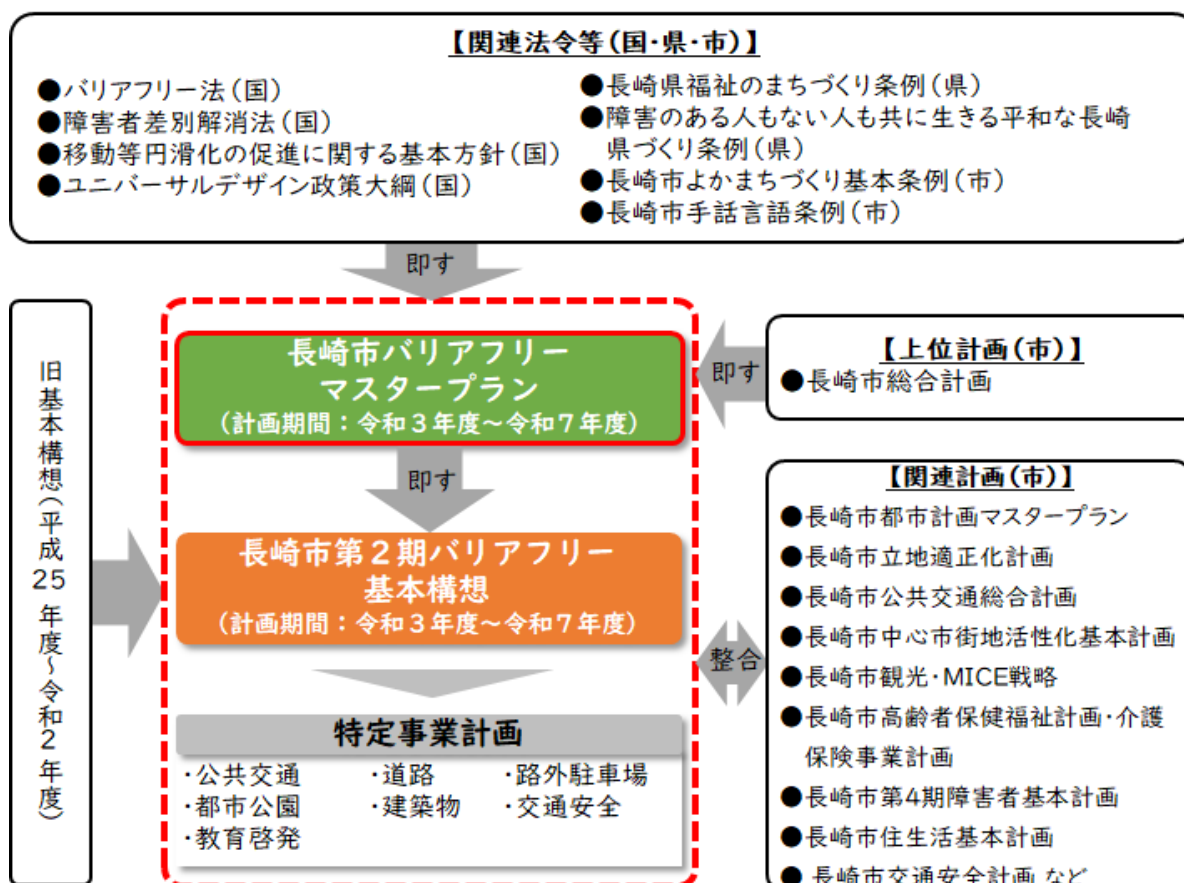 【関連法令等(国・県・市)】
●バリアフリー法(国)
●障害者差別解消法(国)
●移動等円滑化の促進に関する基本方針(国)
●ユニバーサルデザイン政策大綱(国)
●長崎県福祉のまちづくり条例(県)
●障害のある人もない人も共に生きる平和な長崎
県づくり条例(県)
●長崎市よかまちづくり基本条例(市)
●長崎市手話言語条例(市)
即す
旧基本構想(平成25年度~令和2年度)
長崎市バリアフリー
マスタープラン
(計画期間:令和3年度~令和7年度)
即す
【上位計画(市)】
●長崎市総合計画
即す
長崎市第2期バリアフリー
基本構想
(計画期間:令和3年度~令和7年度)
特定事業計画
・公共交通 ・道路 ・路外駐車場
・都市公園 ・建築物 ・交通安全
・教育啓発
整合
【関連計画(市)】
●長崎市都市計画マスタープラン
●長崎市立地適正化計画
●長崎市公共交通総合計画
●長崎市中心市街地活性化基本計画
●長崎市観光・MICE戦略
●長崎市高齢者保健福祉計画・介護
保険事業計画
●長崎市第4期障害者基本計画
●長崎市住生活基本計画
●長崎市交通安全計画 など